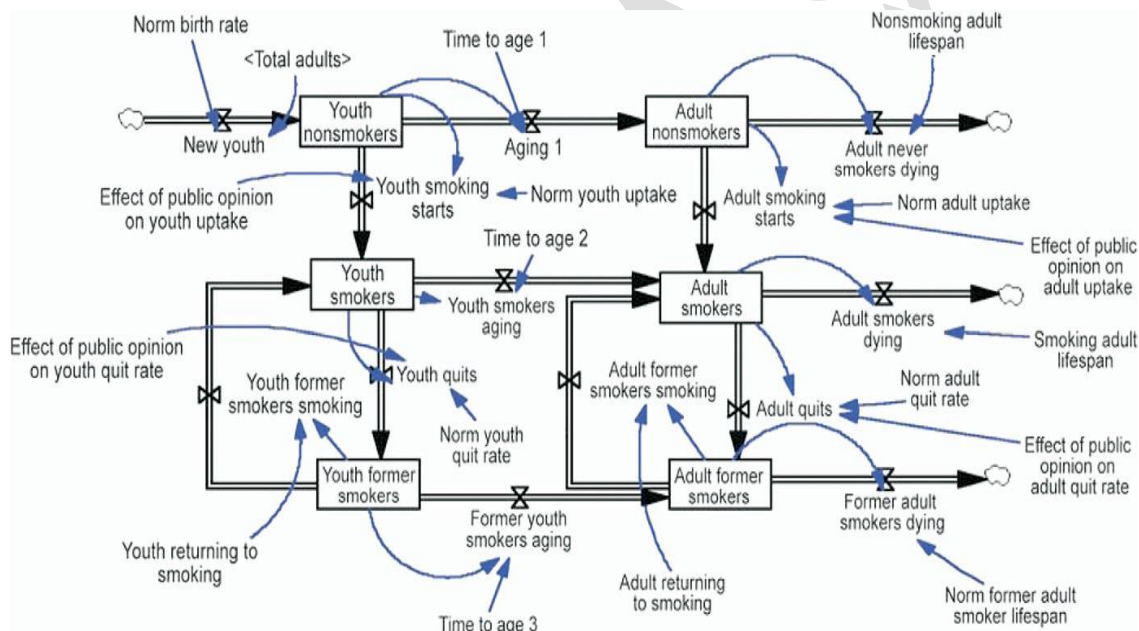 Norm birth rate
<Total adults>
Time to age 1
Nonsmoking adult
lifespan
Youth
nonsmokers
Adult
nonsmokers
New youth
Aging 1
Adult never
smokers dying
Effect of public opinion
on youth uptake
Youth smoking
starts
Norm youth uptake
Adult smoking
starts
Norm adult uptake
Effect of public
opinion on
adult uptake
Time to age 2
Youth
smokers
Adult
smokers
Youth smokers
aging
Adult smokers
dying
Smoking adult
lifespan
Effect of public opinion
on youth quit rate
Youth former
smokers smoking
Youth quits
Adult former
smokers smoking
Adult quits
Norm adult
quit rate
Norm youth
quit rate
Effect of public
opinion on
adult quit rate
Youth former
smokers
Adult former
smokers
Former youth
smokers aging
Former adult
smokers dying
Youth returning to
smoking
Adult returning
to smoking
Norm former adult
smoker lifespan
Time to age 3